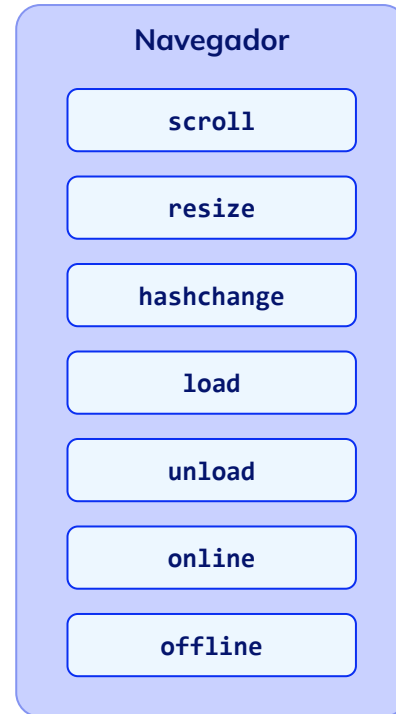 Navegador
scroll
resize
hashchange
load
unload
online
offline